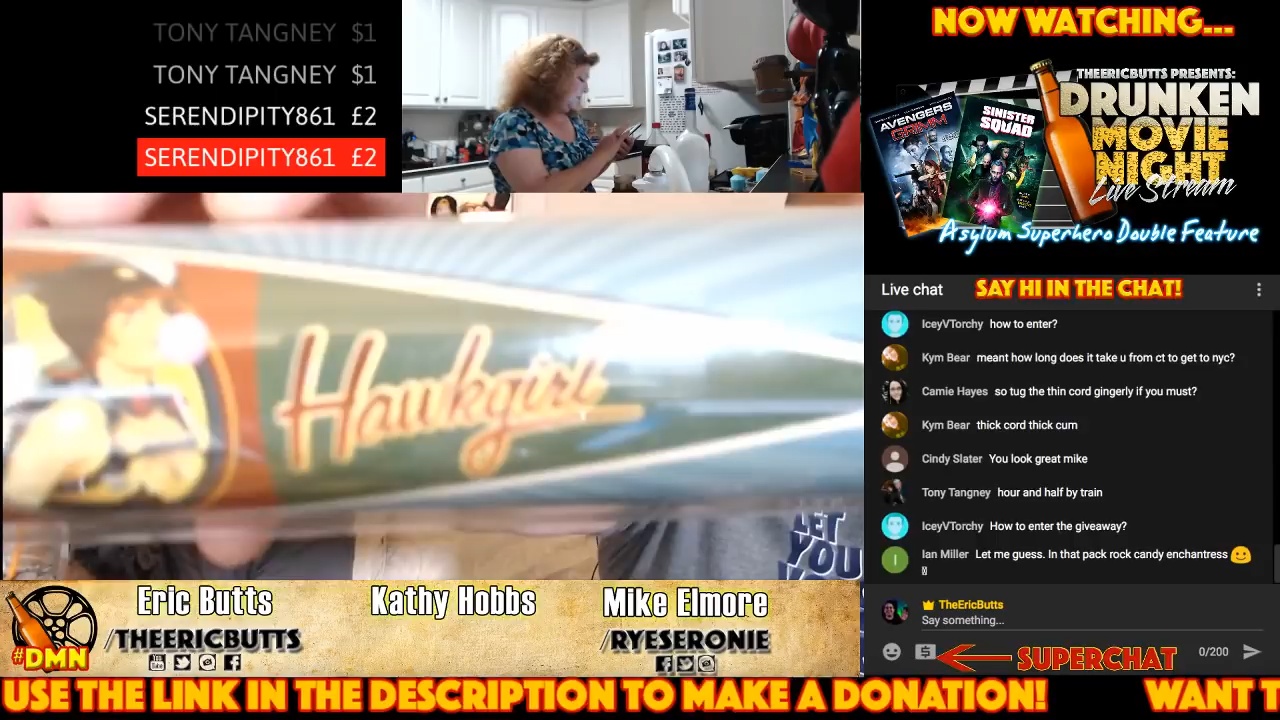 TONY TANGNEY $1
TONY TANGNEY $1
SERENDIPITY861 £2
SERENDIPITY861 £2
NOW WATCHING...
THEERICBUTTS PRESENTS:
DRUNKEN
MOVIE
NIGHT
Live Stream
AVENGERS
GRIMM
SINISTER
SQUAD
Asylum Superhero Double Feature
Live chat
SAY HI IN THE CHAT!
IceyVTorchy how to enter?
Kym Bear meant how long does it take u from ct to get to nyc?
Camie Hayes so tug the thin cord gingerly if you must?
Kym Bear thick cord thick cum
Cindy Slater You look great mike
Tony Tangney hour and half by train
IceyVTorchy How to enter the giveaway?
I
Ian Miller Let me guess. In that pack rock candy enchantress
TheEricButts
Say something...
0/200
SUPERCHAT
Hawkgirl
LET
YOU
Eric Butts
/THEERICBUTTS
Kathy Hobbs
Mike Elmore
/RYESERONIE
#DMN
USE THE LINK IN THE DESCRIPTION TO MAKE A DONATION! WANT T